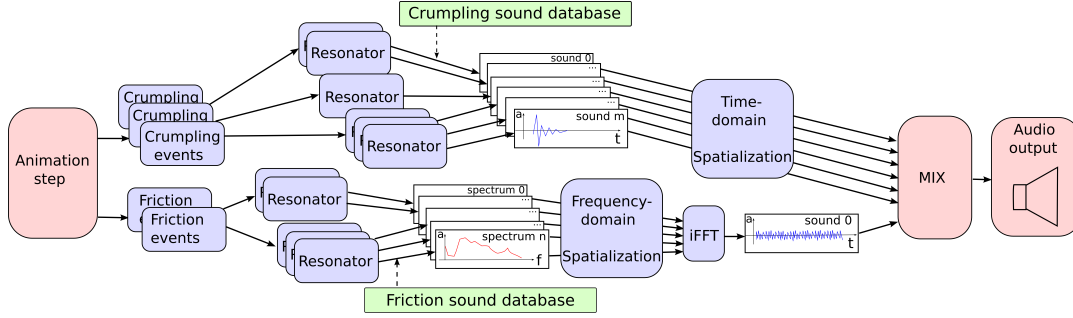 Crumpling sound database
Resonator
sound 0
...
Crumpling
Crumpling
Crumpling
events
Resonator
...
...
...
a
sound m
t
Resonator
Time-
domain
Spatialization
Animation
step
MIX
Audio
output
Friction
Friction
events
Resonator
spectrum 0
...
...
...
a
spectrum n
f
Resonator
Frequency-
domain
Spatialization
iFFT
a
sound 0
t
Friction sound database